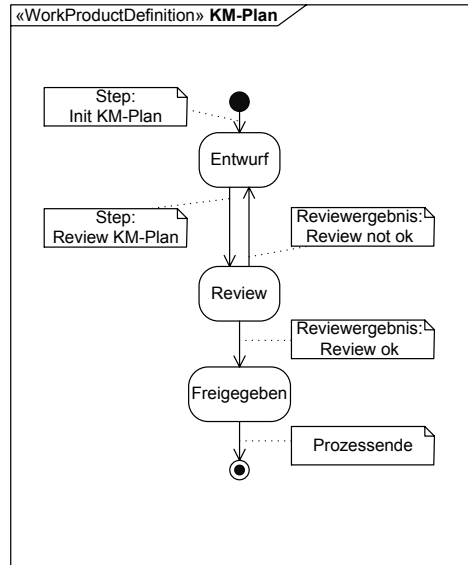 «WorkProductDefinition» KM-Plan
Step:
Init KM-Plan
Entwurf
Step:
Review KM-Plan
Reviewergebnis:
Review not ok
Review
Reviewergebnis:
Review ok
Freigegeben
Prozessende